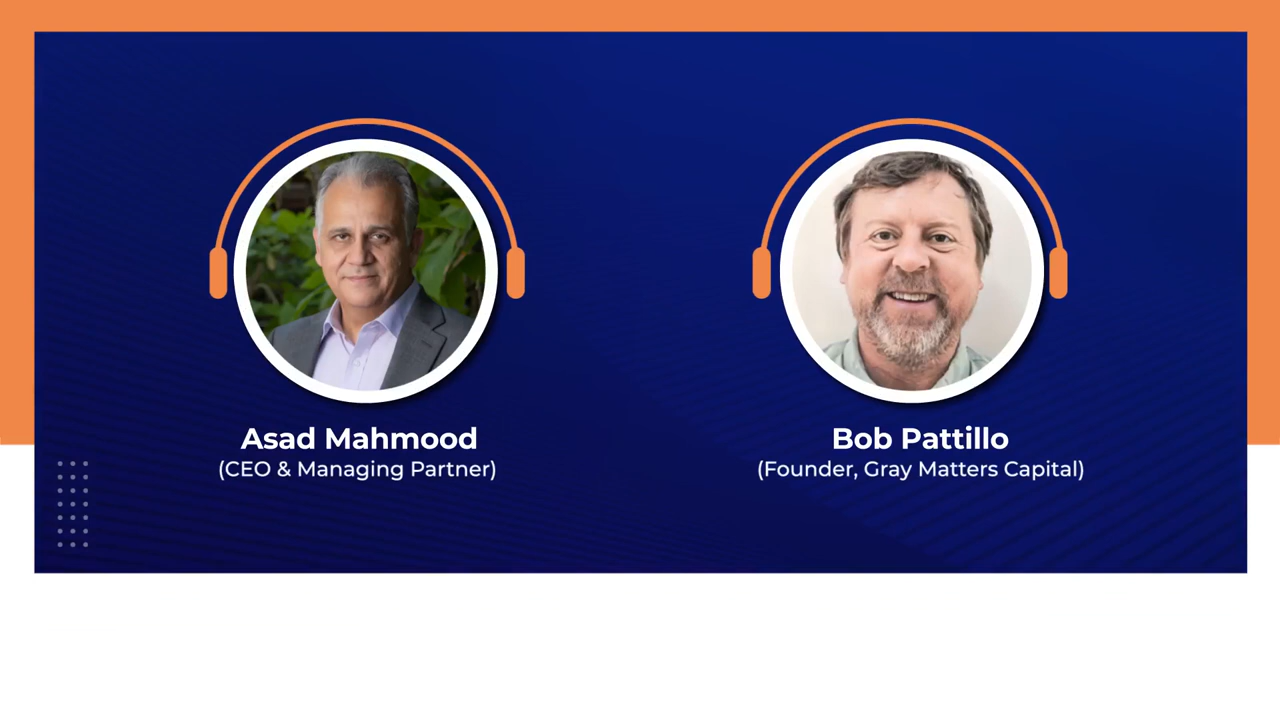 Asad Mahmood
(CEO & Managing Partner)
Bob Pattillo
(Founder, Gray Matters Capital)